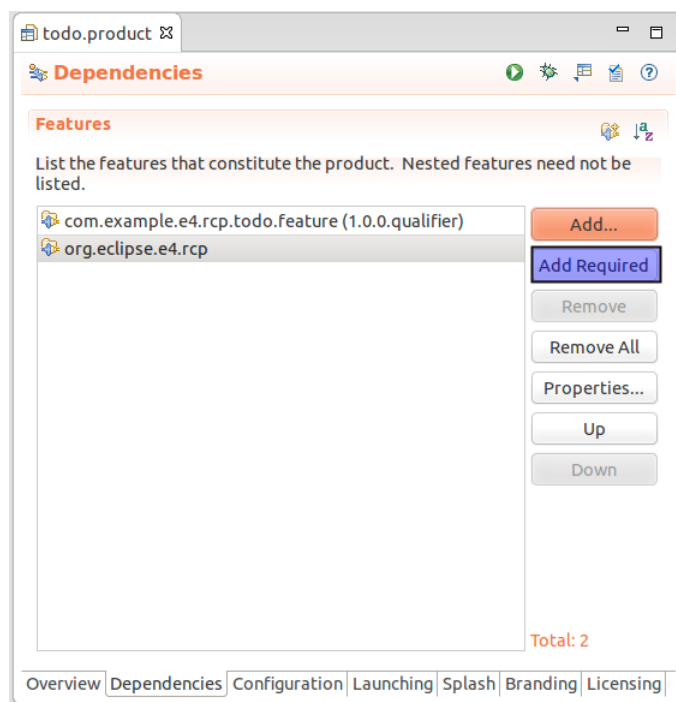 todo.product
Dependencies
Features
List the features that constitute the product. Nested features need not be
listed.
com.example.e4.rcp.todo.feature (1.0.0.qualifier)
org.eclipse.e4.rcp
Add...
Add Required
Remove
Remove All
Properties...
Up
Down
Total: 2
Overview Dependencies Configuration Launching Splash Branding Licensing